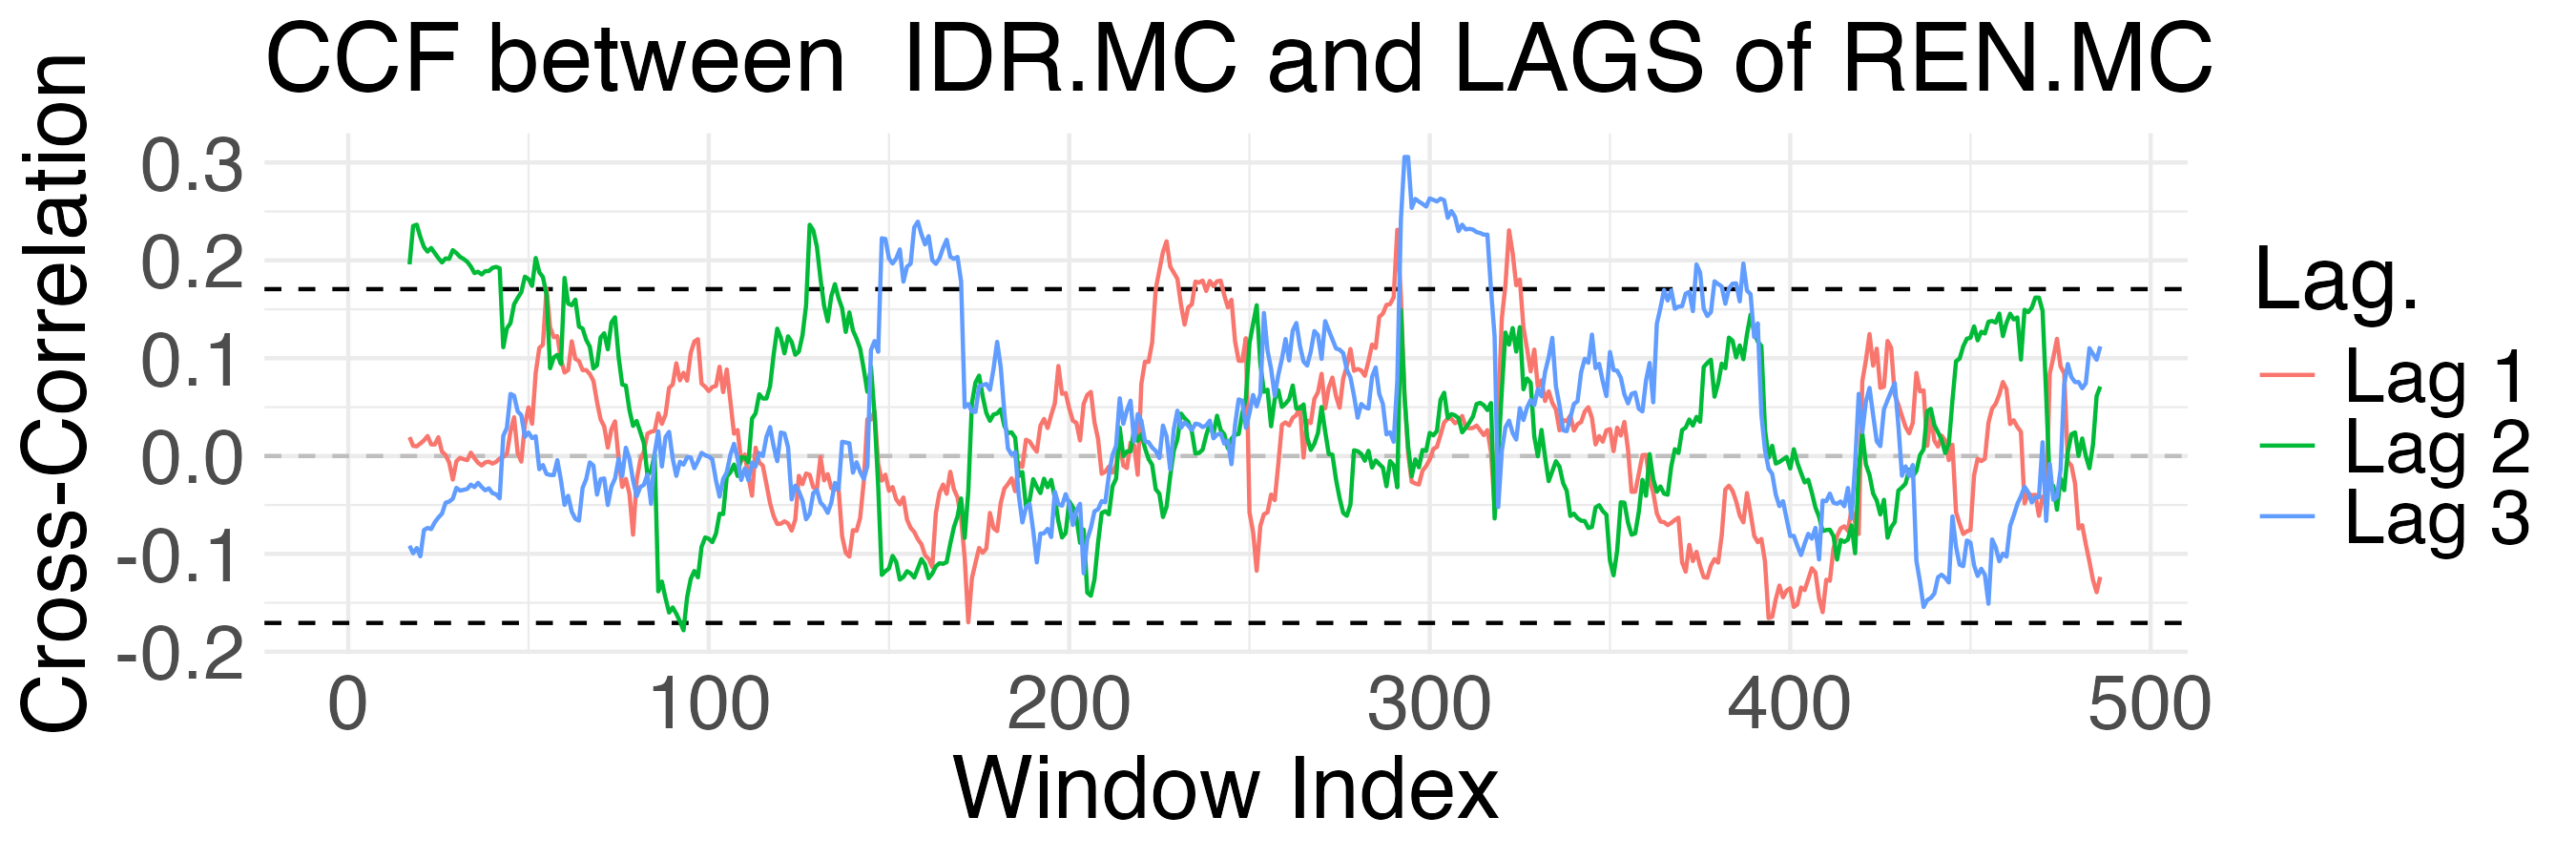 CCF between  IDR.MC and LAGS of REN.MC
Cross-Correlation
0.3
0.2
0.1
0.0
-0.1
-0.2
0 100 200 300 400 500
Window Index
Lag.
Lag 1
Lag 2
Lag 3